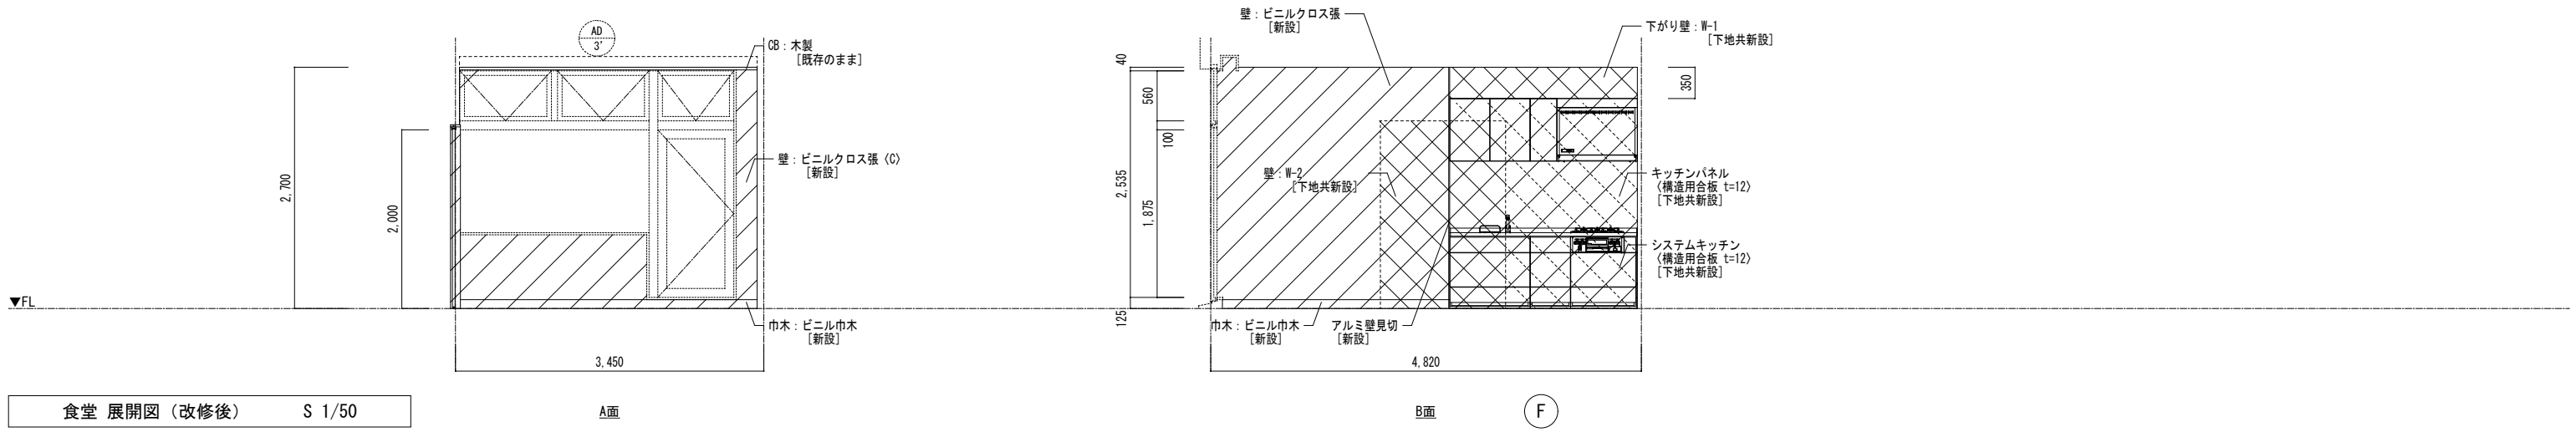 AD
3'
CB：木製
[既存のまま]
壁：ビニルクロス張〈C〉
[新設]
巾木：ビニル巾木
[新設]
2,700
2,000
3,450
▼FL
壁：ビニルクロス張
[新設]
下がり壁：W-1
[下地共新設]
40
560
100
2,535
1,875
125
350
壁：W-2
[下地共新設]
キッチンパネル
〈構造用合板 t=12〉
[下地共新設]
システムキッチン
〈構造用合板 t=12〉
[下地共新設]
巾木：ビニル巾木
[新設]
アルミ壁見切
[新設]
4,820
食堂 展開図（改修後） S 1/50
A面
B面
F